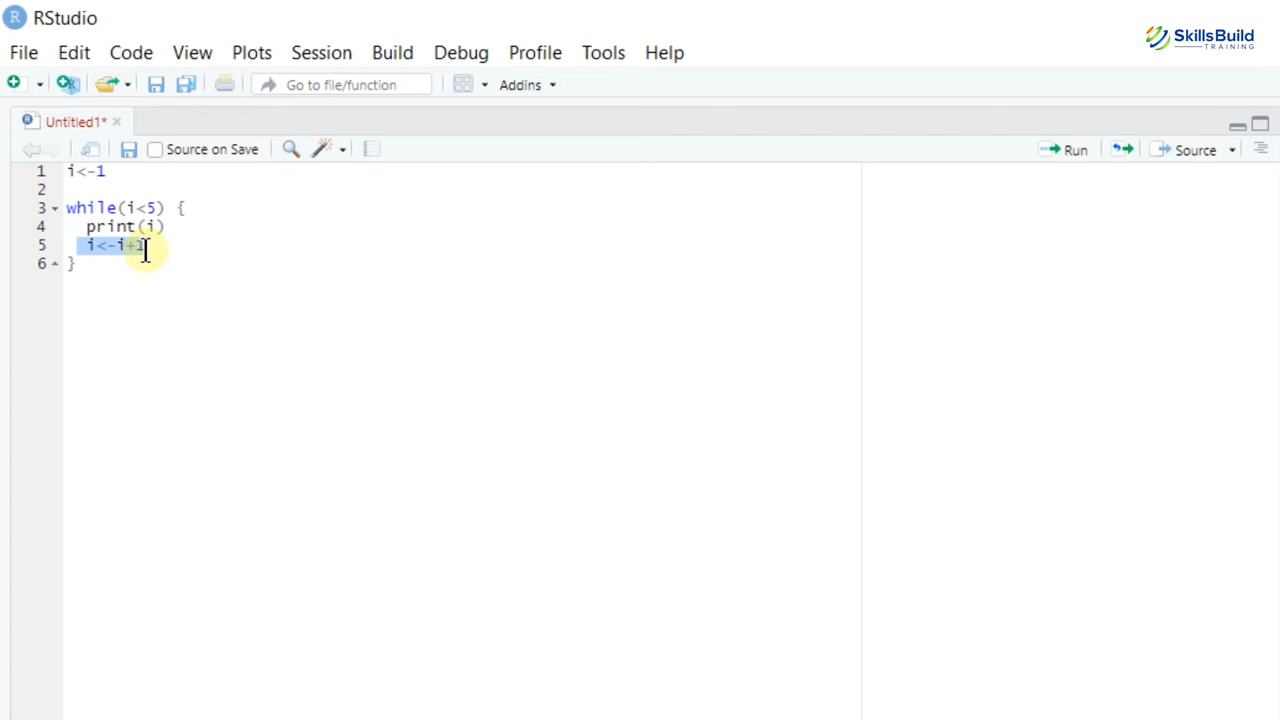 RStudio
SkillsBuild
TRAINING
File Edit Code View Plots Session Build Debug Profile Tools Help
Go to file/function Addins
Untitled1*
Source on Save Run Source
1 i<-1
2
3 while(i<5) {
4 print(i)
5 i<-i+1
6 }